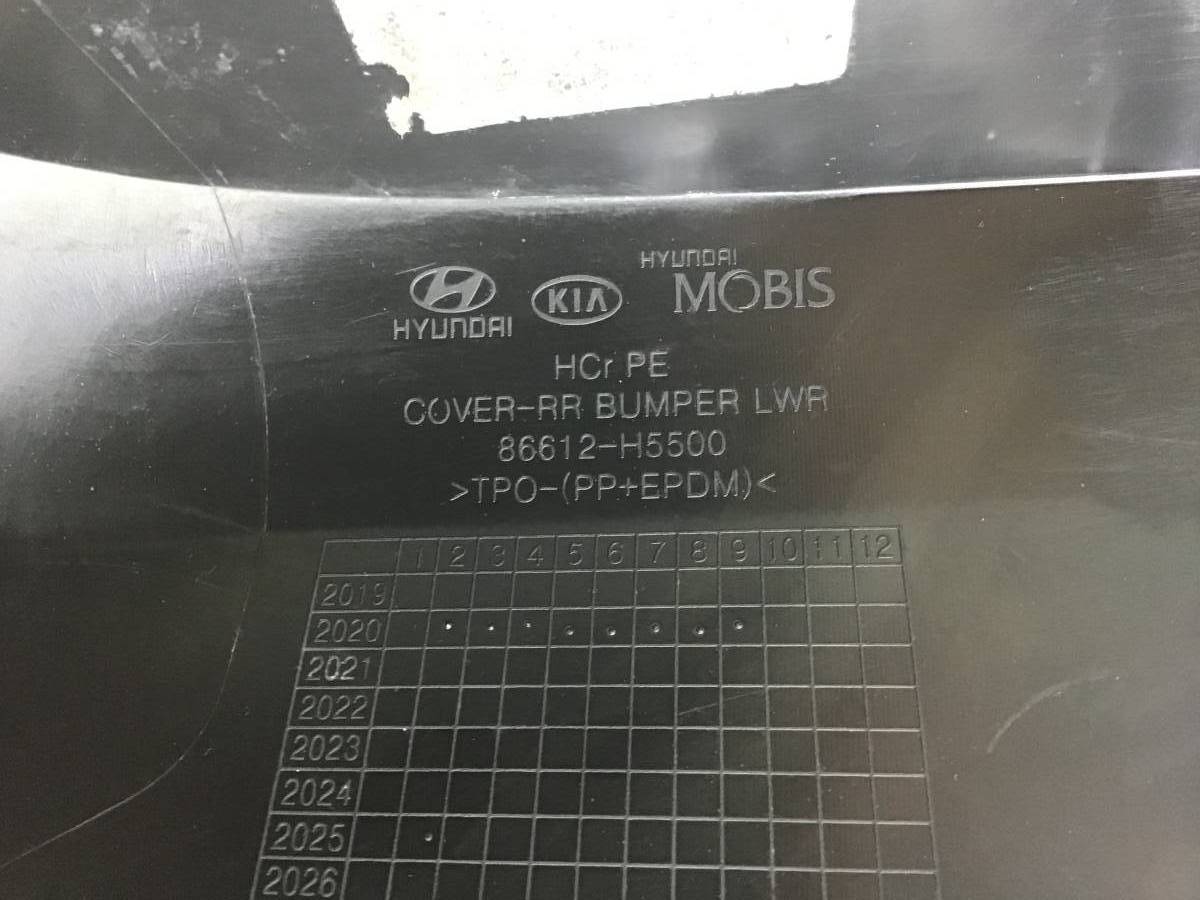 HYUNDAI
KIA
HYUNDAI
MOBIS
HCr PE
COVER-RR BUMPER LWR
86612-H5500
>TPO-(PP+EPDM)<
1 2 3 4 5 6 7 8 9 10 11 12
2019
2020
2021
2022
2023
2024
2025
2026